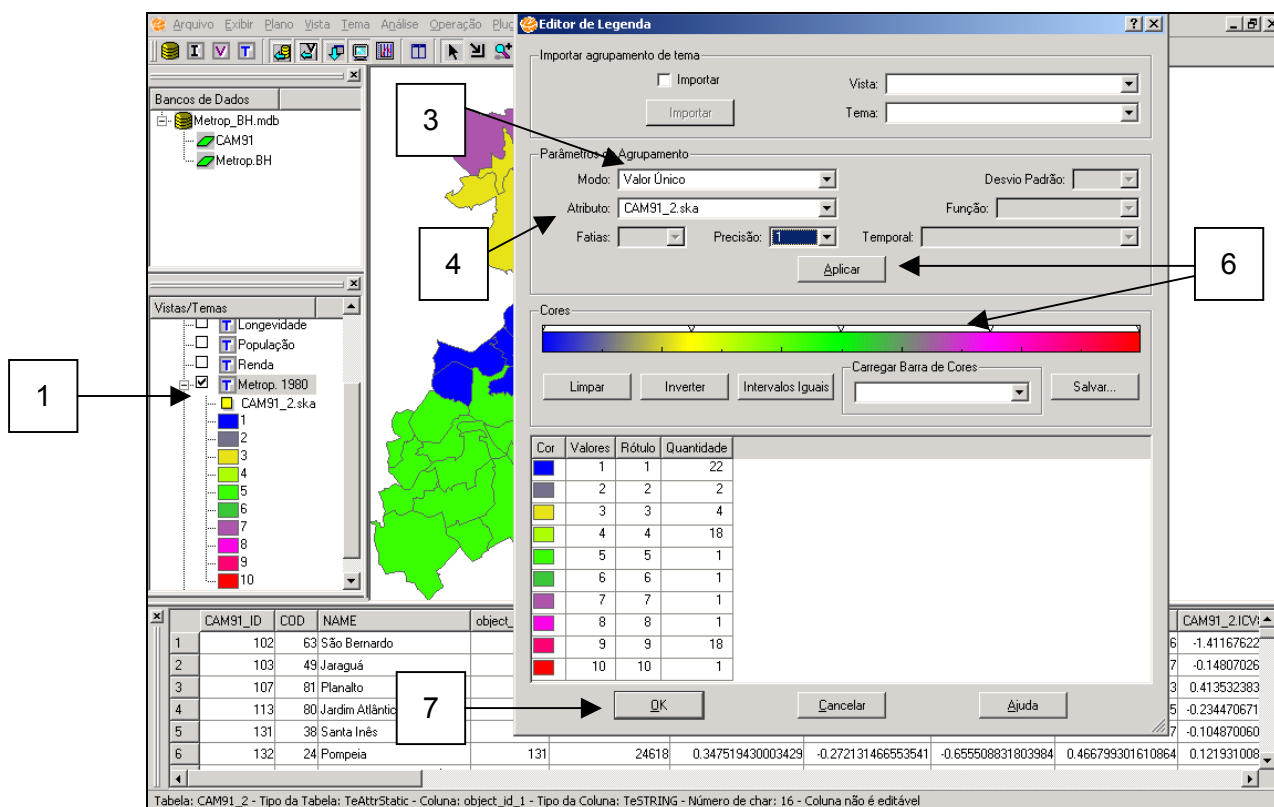 Arquivo Exibir Plano Vista Tema Análise Operação Plug
Editor de Legenda
Bancos de Dados
Metrop_BH.mdb
CAM91
Metrop.BH
Vistas/Temas
Longevidade
População
Renda
Metrop. 1980
CAM91_2.ska
1
2
3
4
5
6
7
8
9
10
1
3
4
6
7
Importar agrupamento de tema
Importar
Importar
Vista:
Tema:
Parâmetros de Agrupamento
Modo: Valor Único
Desvio Padrão:
Atributo: CAM91_2.ska
Função:
Fatias:
Precisão: 1
Temporal:
Aplicar
Cores
Limpar
Inverter
Intervalos Iguais
Carregar Barra de Cores
Salvar...
Cor Valores Rótulo Quantidade
1 1 22
2 2 2
3 3 4
4 4 18
5 5 1
6 6 1
7 7 1
8 8 1
9 9 18
10 10 1
OK
Cancelar
Ajuda
CAM91_ID COD NAME object_ CAM91_2.ICV
1 102 63 São Bernardo 6 -1.41167622
2 103 49 Jaraguá 7 -0.14807026
3 107 81 Planalto 3 0.413532383
4 113 80 Jardim Atlântic 5 -0.234470671
5 131 38 Santa Inês 7 -0.104870060
6 132 24 Pompeia 131 24618 0.347519430003429 -0.272131466553541 -0.655508831803984 0.466799301610864 0.121931008
Tabela: CAM91_2 - Tipo da Tabela: TeAttrStatic - Coluna: object_id_1 - Tipo da Coluna: TeSTRING - Número de char: 16 - Coluna não é editável